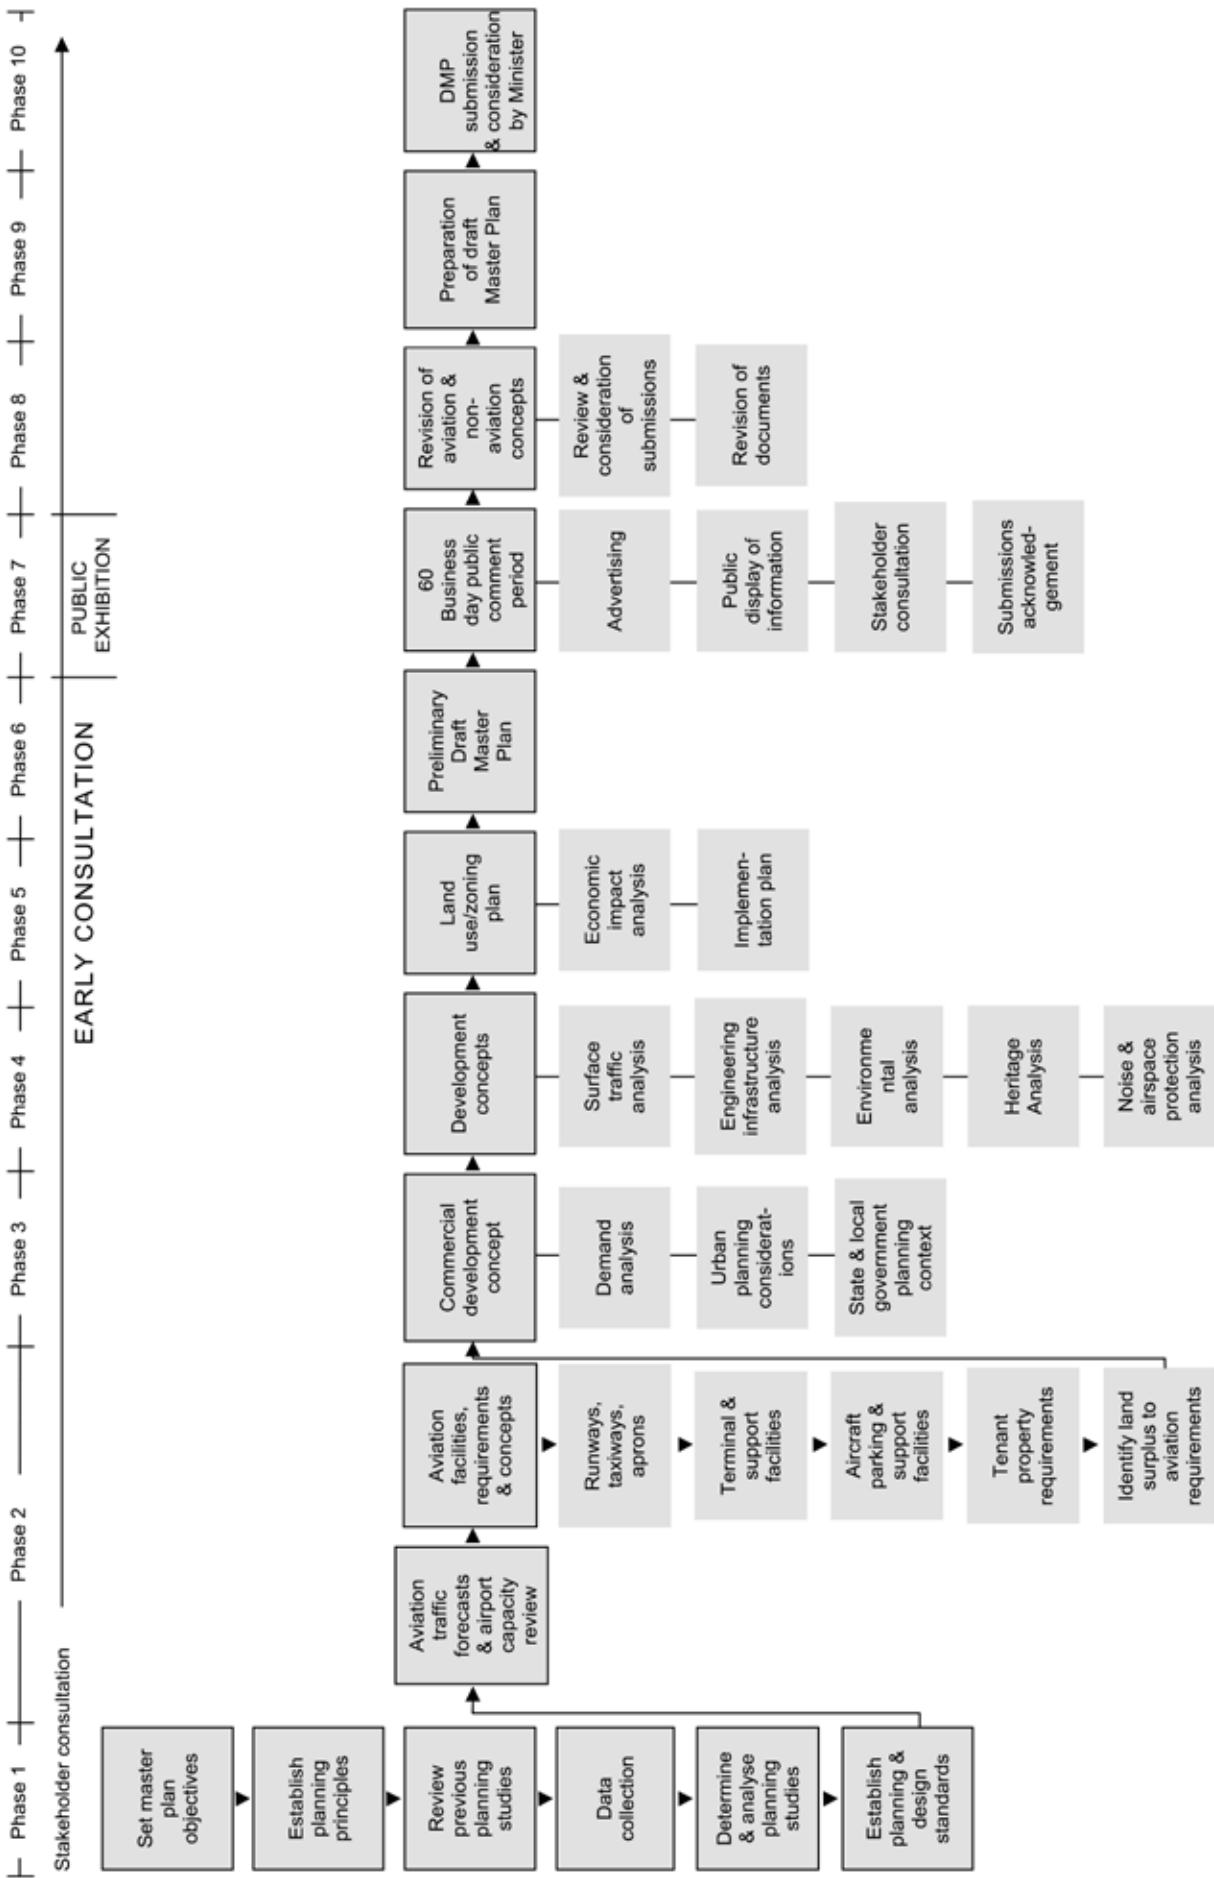 Phase 1
Phase 2
Phase 3
Phase 4
Phase 5
Phase 6
Phase 7
Phase 8
Phase 9
Phase 10
Stakeholder consultation
EARLY CONSULTATION
PUBLIC
EXHIBITION
Set master
plan
objectives
Establish
planning
principles
Review
previous
planning
studies
Data
collection
Determine
& analyse
planning
studies
Establish
planning &
design
standards
Aviation
traffic
forecasts
& airport
capacity
review
Aviation
facilities,
requirements
& concepts
Runways,
taxiways,
aprons
Terminal &
support
facilities
Aircraft
parking &
support
facilities
Tenant
property
requirements
Identify land
surplus to
aviation
requirements
Commercial
development
concept
Demand
analysis
Urban
planning
considerat-
ions
State & local
government
planning
context
Development
concepts
Surface
traffic
analysis
Engineering
infrastructure
analysis
Environme
ntal
analysis
Heritage
Analysis
Noise &
airspace
protection
analysis
Land
use/zoning
plan
Economic
impact
analysis
Implemen-
tation plan
Preliminary
Draft
Master
Plan
60
Business
day public
comment
period
Advertising
Public
display of
information
Stakeholder
consultation
Submissions
acknowled-
gement
Revision of
aviation &
non-
aviation
concepts
Review &
consideration
of
submissions
Revision of
documents
Preparation
of draft
Master Plan
DMP
submission
& consideration
by Minister